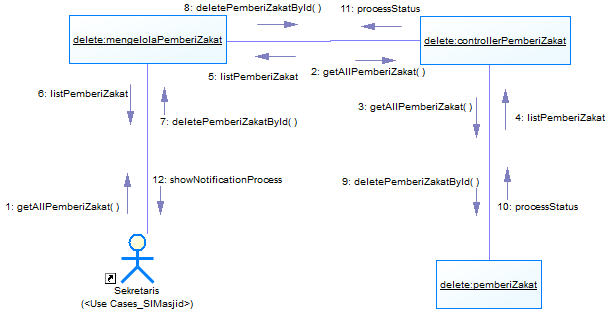 8: deletePemberiZakatById( )
11: processStatus
delete:mengelolaPemberiZakat
delete:controllerPemberiZakat
5: listPemberiZakat
2: getAllPemberiZakat( )
6: listPemberiZakat
3: getAllPemberiZakat( )
7: deletePemberiZakatById( )
4: listPemberiZakat
12: showNotificationProcess
9: deletePemberiZakatById( )
1: getAllPemberiZakat( )
10: processStatus
Sekretaris
(<Use Cases_SIMasjid>)
delete:pemberiZakat